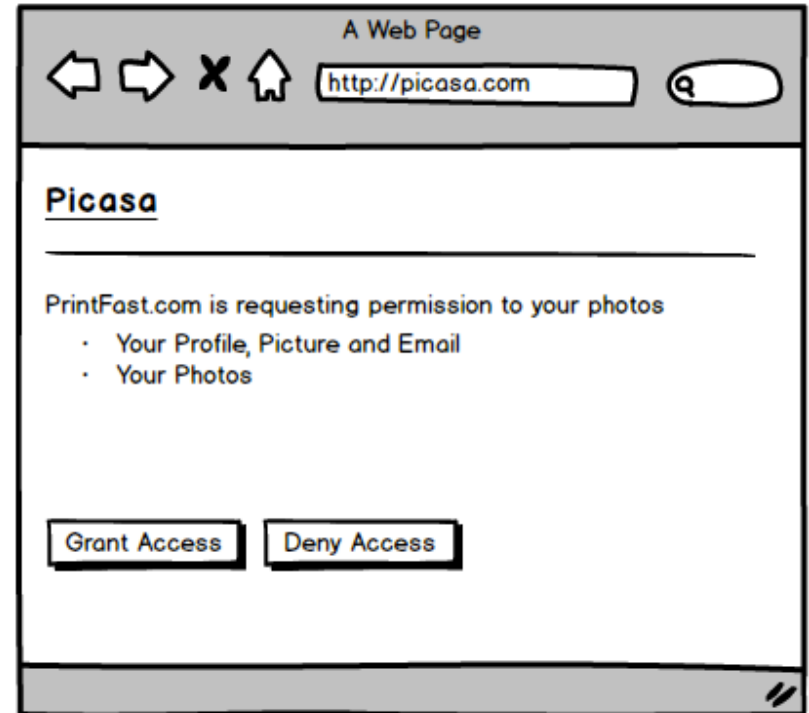 A Web Page
http://picasa.com
Picasa
PrintFast.com is requesting permission to your photos
· Your Profile, Picture and Email
· Your Photos
Grant Access Deny Access